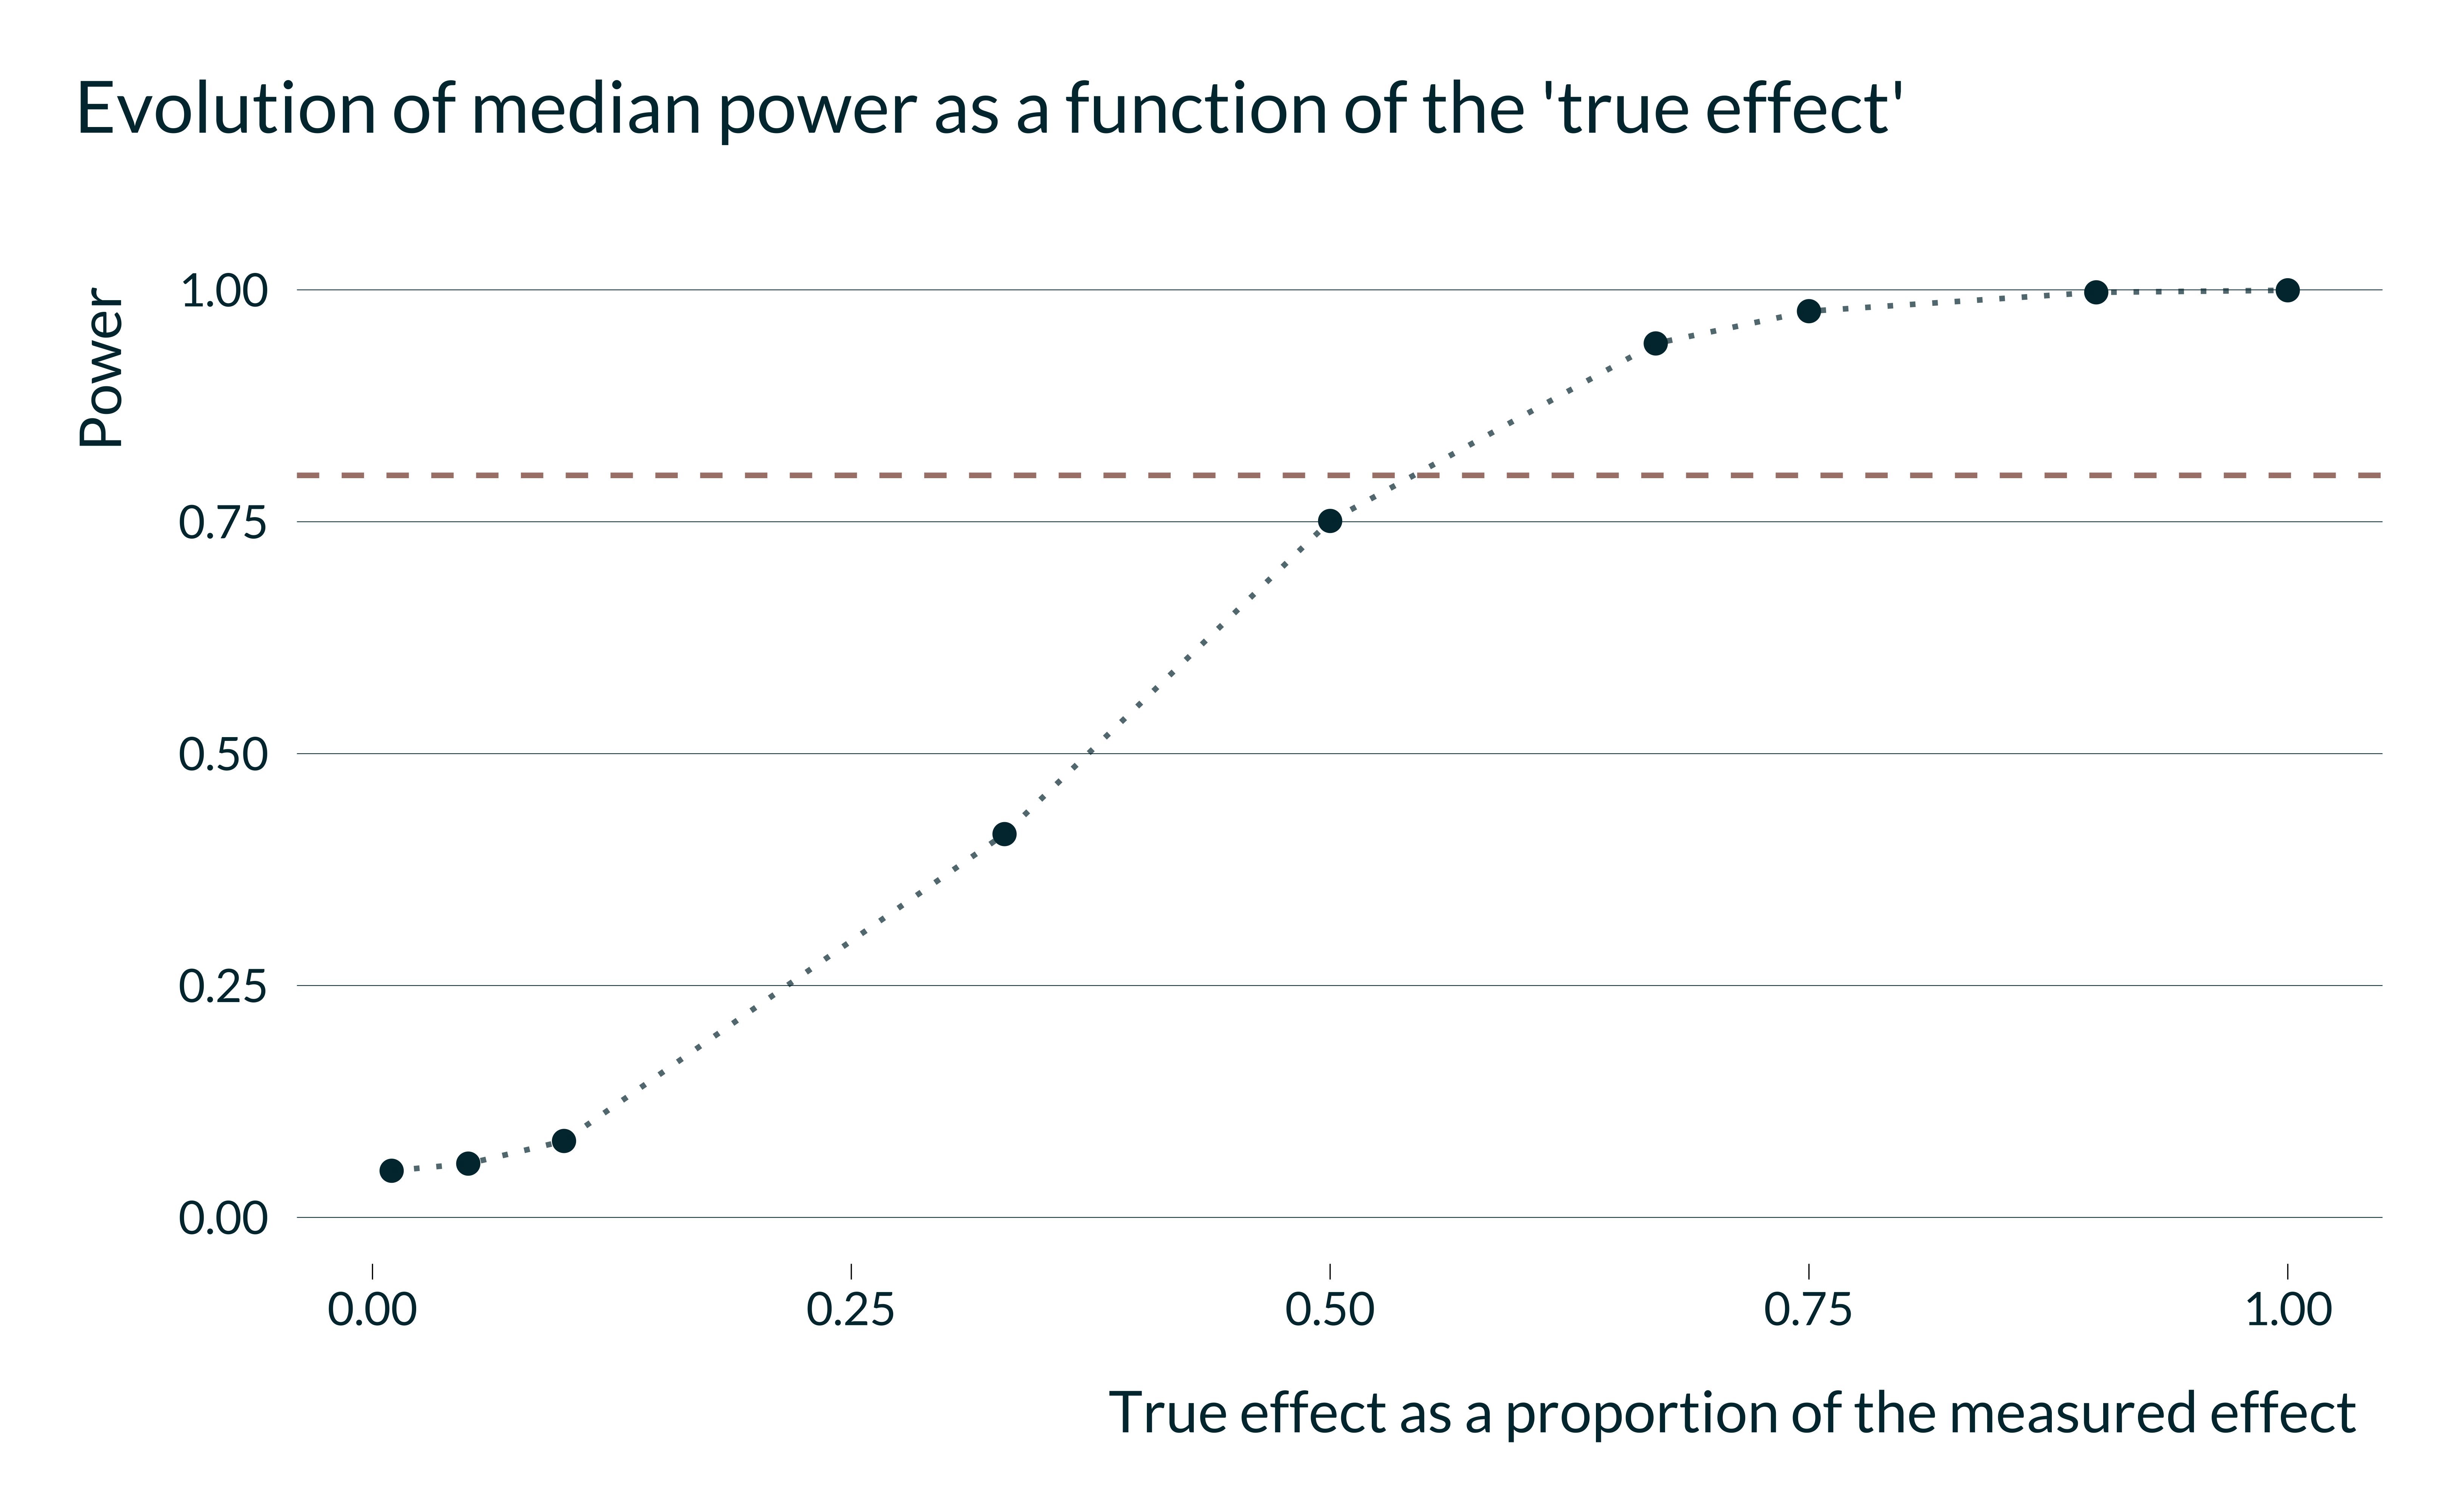 Evolution of median power as a function of the 'true effect'
Power
1.00
0.75
0.50
0.25
0.00
0.00 0.25 0.50 0.75 1.00
True effect as a proportion of the measured effect